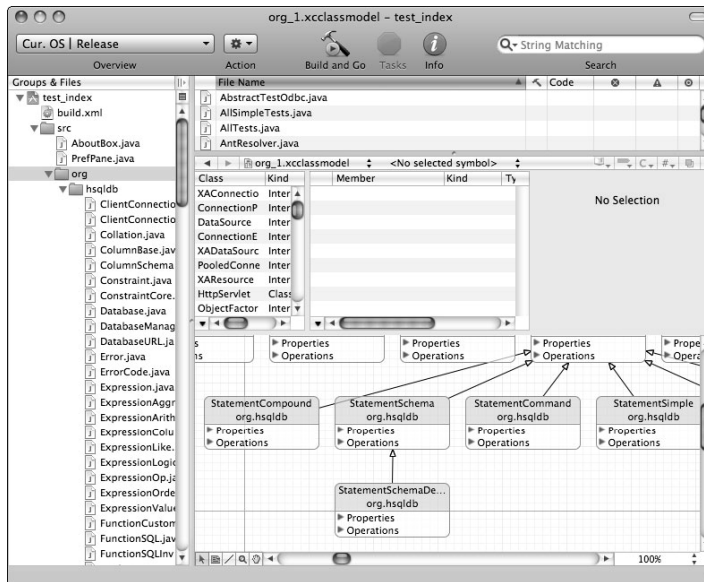 org_1.xcclassmodel – test_index
Cur. OS | Release
String Matching
Overview
Action
Build and Go
Tasks
Info
Search
Groups & Files
test_index
build.xml
src
AboutBox.java
PrefPane.java
org
hsqldb
ClientConnectio
ClientConnectio
Collation.java
ColumnBase.jav
ColumnSchema
Constraint.java
ConstraintCore.
Database.java
DatabaseManag
DatabaseURL.ja
Error.java
ErrorCode.java
Expression.java
ExpressionAggr
ExpressionArith
ExpressionColu
ExpressionLike.
ExpressionLogic
ExpressionOp.ja
ExpressionOrde
ExpressionValue
FunctionCustom
FunctionSQL.jav
FunctionSQLInv
File Name
Code
AbstractTestOdbc.java
AllSimpleTests.java
AllTests.java
AntResolver.java
org_1.xcclassmodel
<No selected symbol>
C
#
Class Kind
XAConnectio Inter
ConnectionP Inter
DataSource Inter
ConnectionE Inter
XADataSourc Inter
PooledConne Inter
XAResource Inter
HttpServlet Class
ObjectFactor Inter
Member Kind Ty
No Selection
Properties
Operations
Properties
Operations
Properties
Operations
Prope
Opera
StatementCompound
org.hsqldb
Properties
Operations
StatementSchema
org.hsqldb
Properties
Operations
StatementCommand
org.hsqldb
Properties
Operations
StatementSimple
org.hsqldb
Properties
Operations
StatementSchemaDe...
org.hsqldb
Properties
Operations
100%